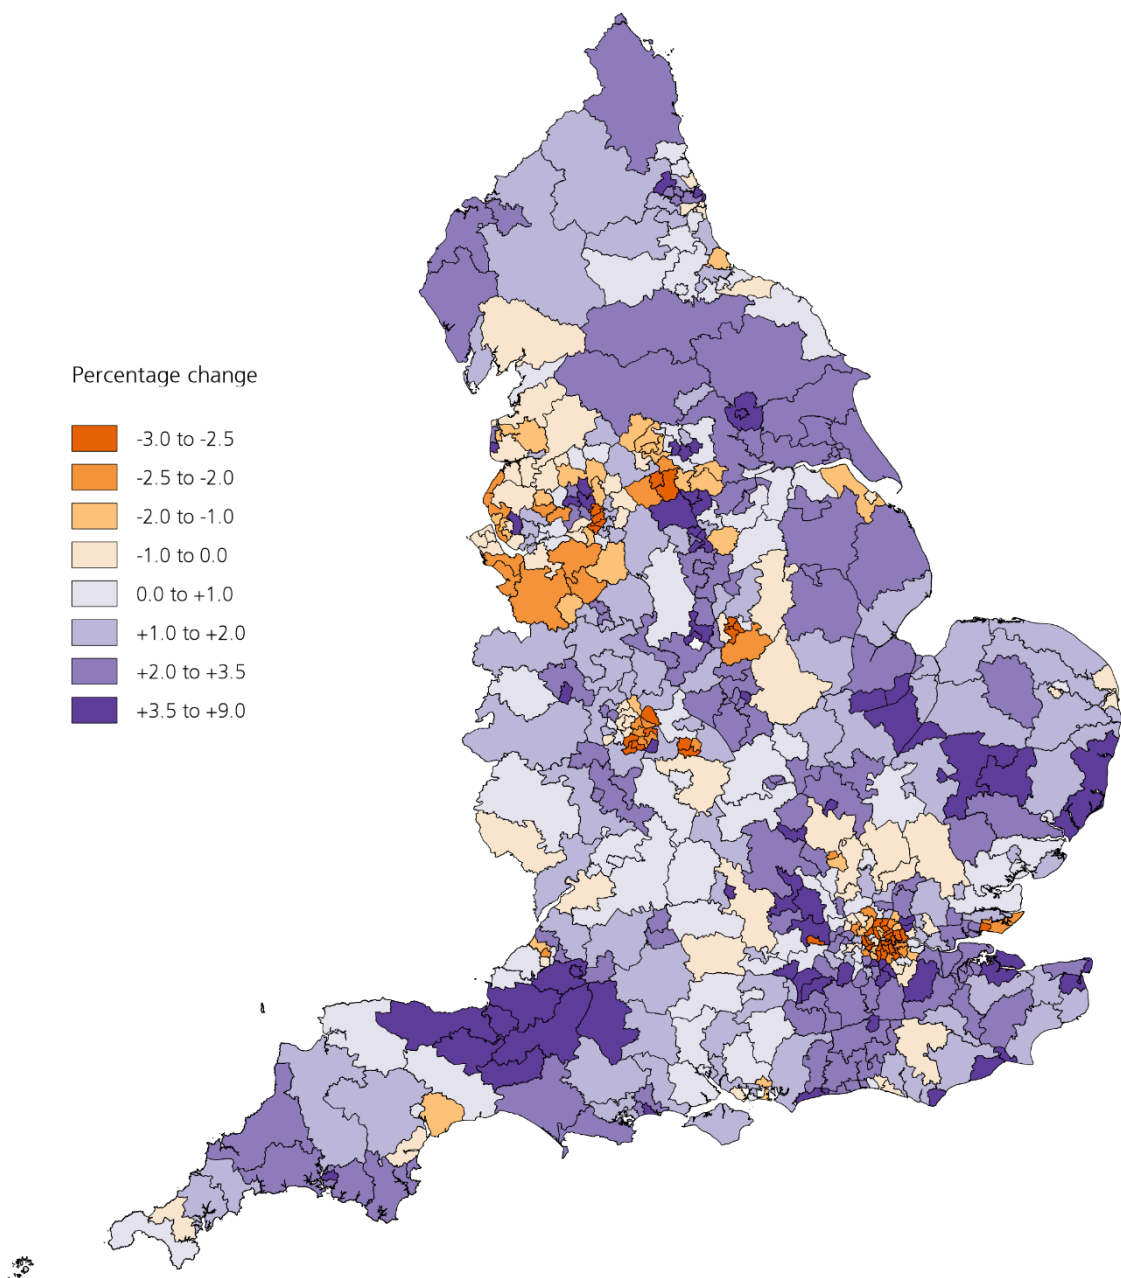 Percentage change
-3.0 to -2.5
-2.5 to -2.0
-2.0 to -1.0
-1.0 to 0.0
0.0 to +1.0
+1.0 to +2.0
+2.0 to +3.5
+3.5 to +9.0